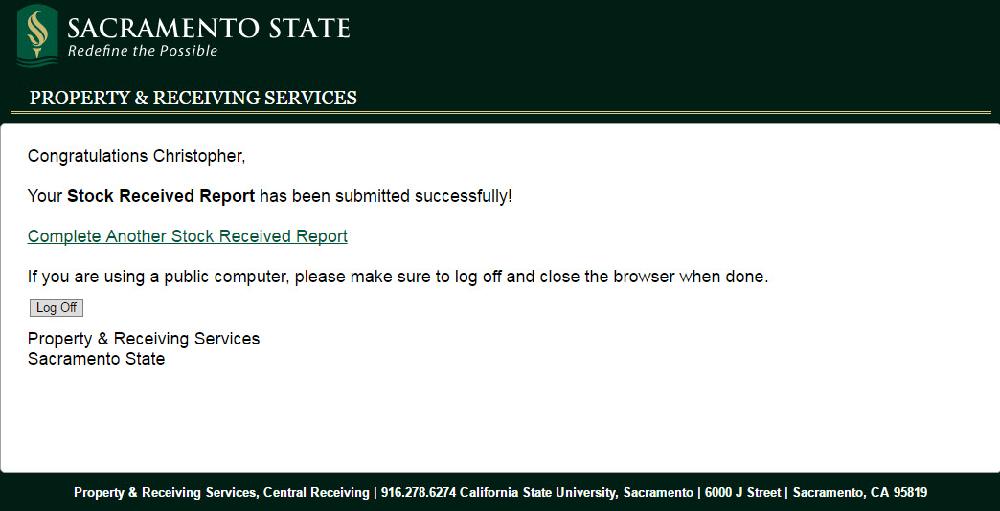 SACRAMENTO STATE
Redefine the Possible
PROPERTY & RECEIVING SERVICES
Congratulations Christopher,
Your Stock Received Report has been submitted successfully!
Complete Another Stock Received Report
If you are using a public computer, please make sure to log off and close the browser when done.
Log Off
Property & Receiving Services
Sacramento State
Property & Receiving Services, Central Receiving | 916.278.6274 California State University, Sacramento | 6000 J Street | Sacramento, CA 95819